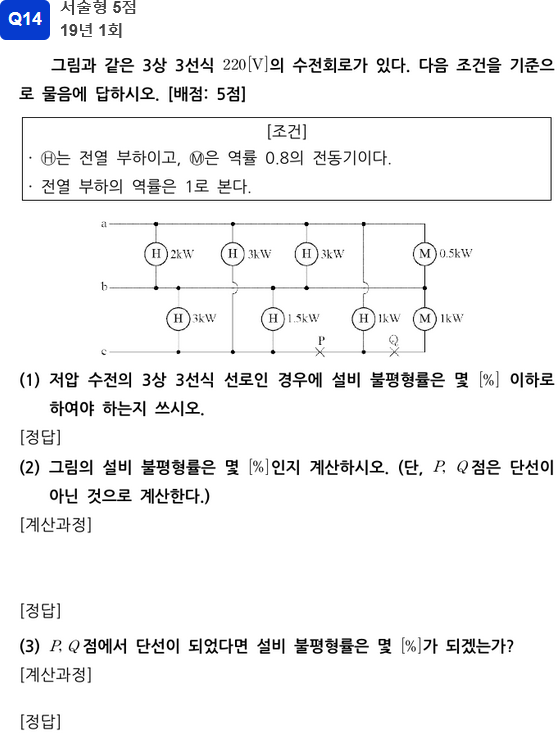 Q14
서술형 5점
19년 1회
그림과 같은 3상 3선식 220[V]의 수전회로가 있다. 다음 조건을 기준으
로 물음에 답하시오. [배점: 5점]
[조건]
· Ⓗ는 전열 부하이고, Ⓜ은 역률 0.8의 전동기이다.
· 전열 부하의 역률은 1로 본다.
a
H 2kW H 3kW H 3kW M 0.5kW
b
H 3kW H 1.5kW H 1kW M 1kW
P Q
c
(1) 저압 수전의 3상 3선식 선로인 경우에 설비 불평형률은 몇 [%] 이하로
하여야 하는지 쓰시오.
[정답]
(2) 그림의 설비 불평형률은 몇 [%]인지 계산하시오. (단, P, Q점은 단선이
아닌 것으로 계산한다.)
[계산과정]
[정답]
(3) P, Q점에서 단선이 되었다면 설비 불평형률은 몇 [%]가 되겠는가?
[계산과정]
[정답]